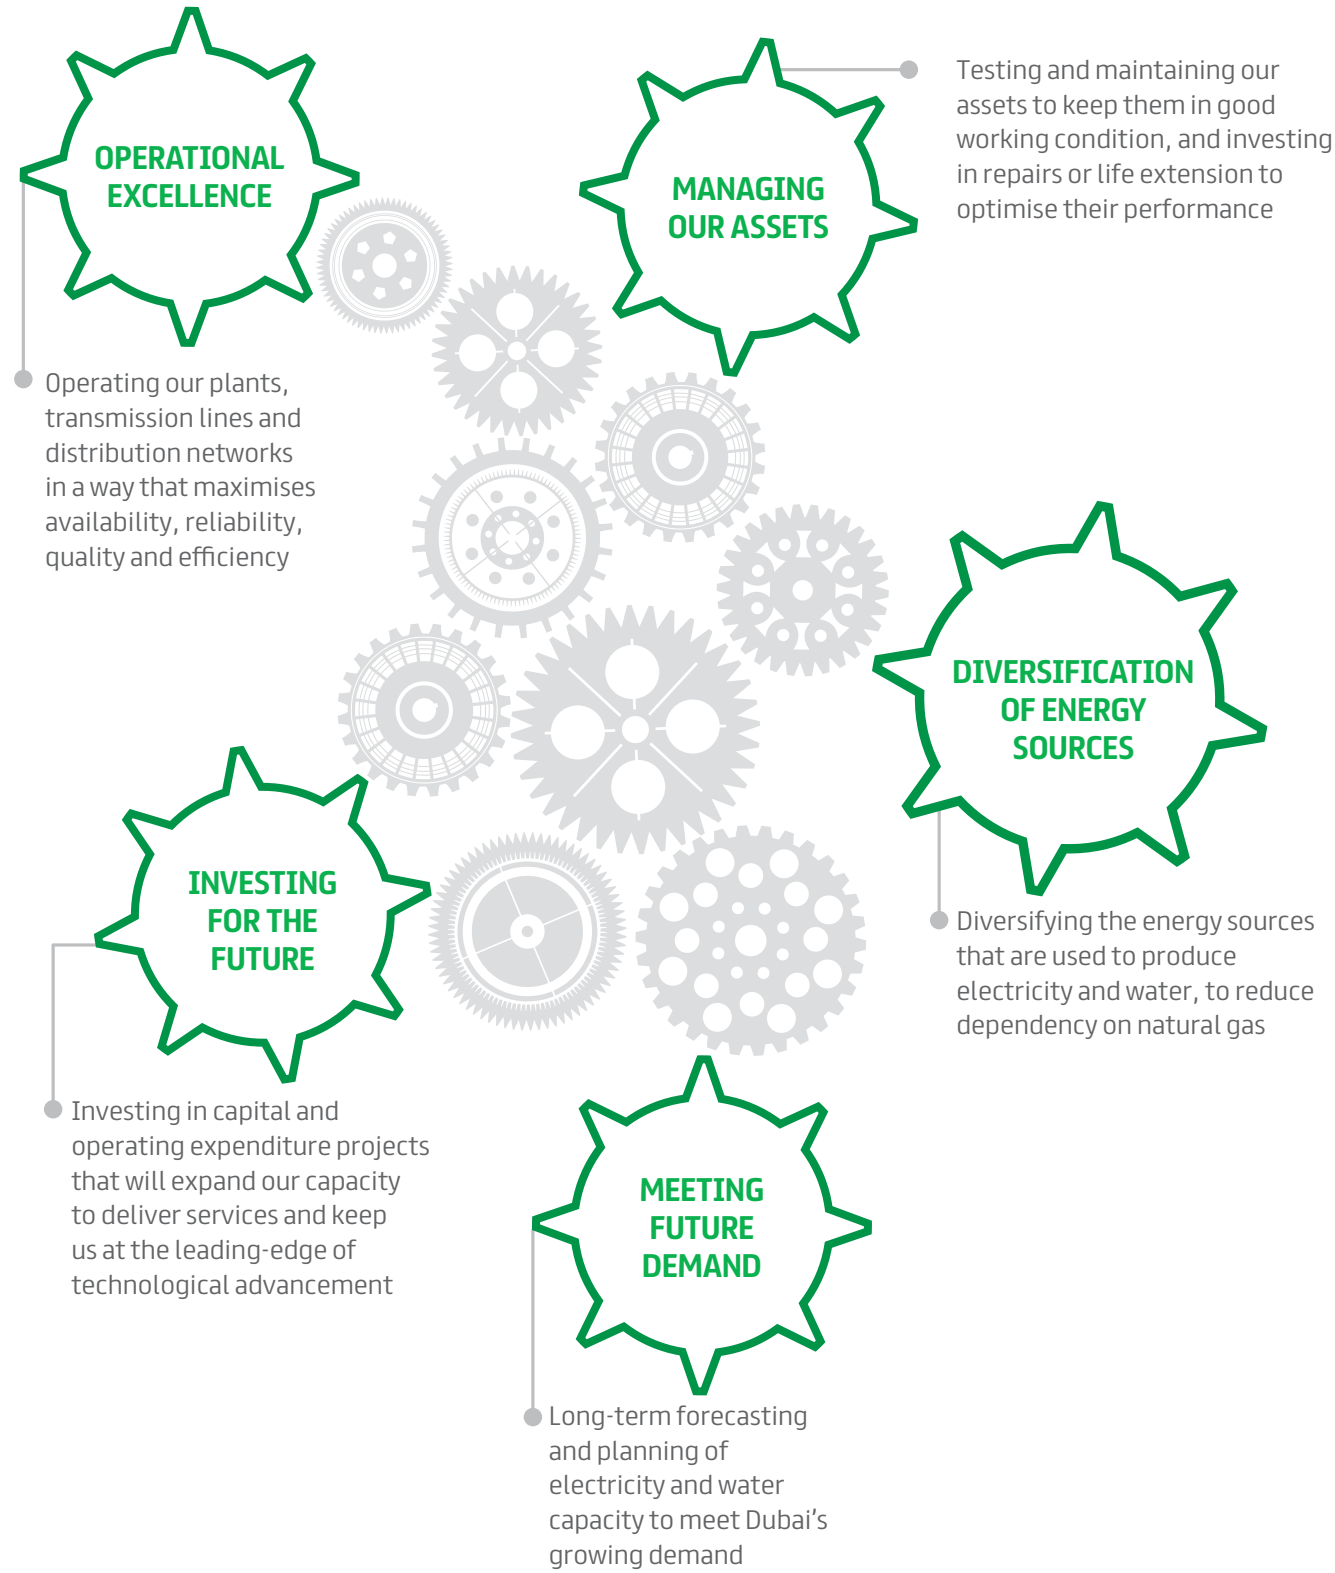 OPERATIONAL
EXCELLENCE
Operating our plants,
transmission lines and
distribution networks
in a way that maximises
availability, reliability,
quality and efficiency
MANAGING
OUR ASSETS
Testing and maintaining our
assets to keep them in good
working condition, and investing
in repairs or life extension to
optimise their performance
DIVERSIFICATION
OF ENERGY
SOURCES
Diversifying the energy sources
that are used to produce
electricity and water, to reduce
dependency on natural gas
INVESTING
FOR THE
FUTURE
Investing in capital and
operating expenditure projects
that will expand our capacity
to deliver services and keep
us at the leading-edge of
technological advancement
MEETING
FUTURE
DEMAND
Long-term forecasting
and planning of
electricity and water
capacity to meet Dubai's
growing demand